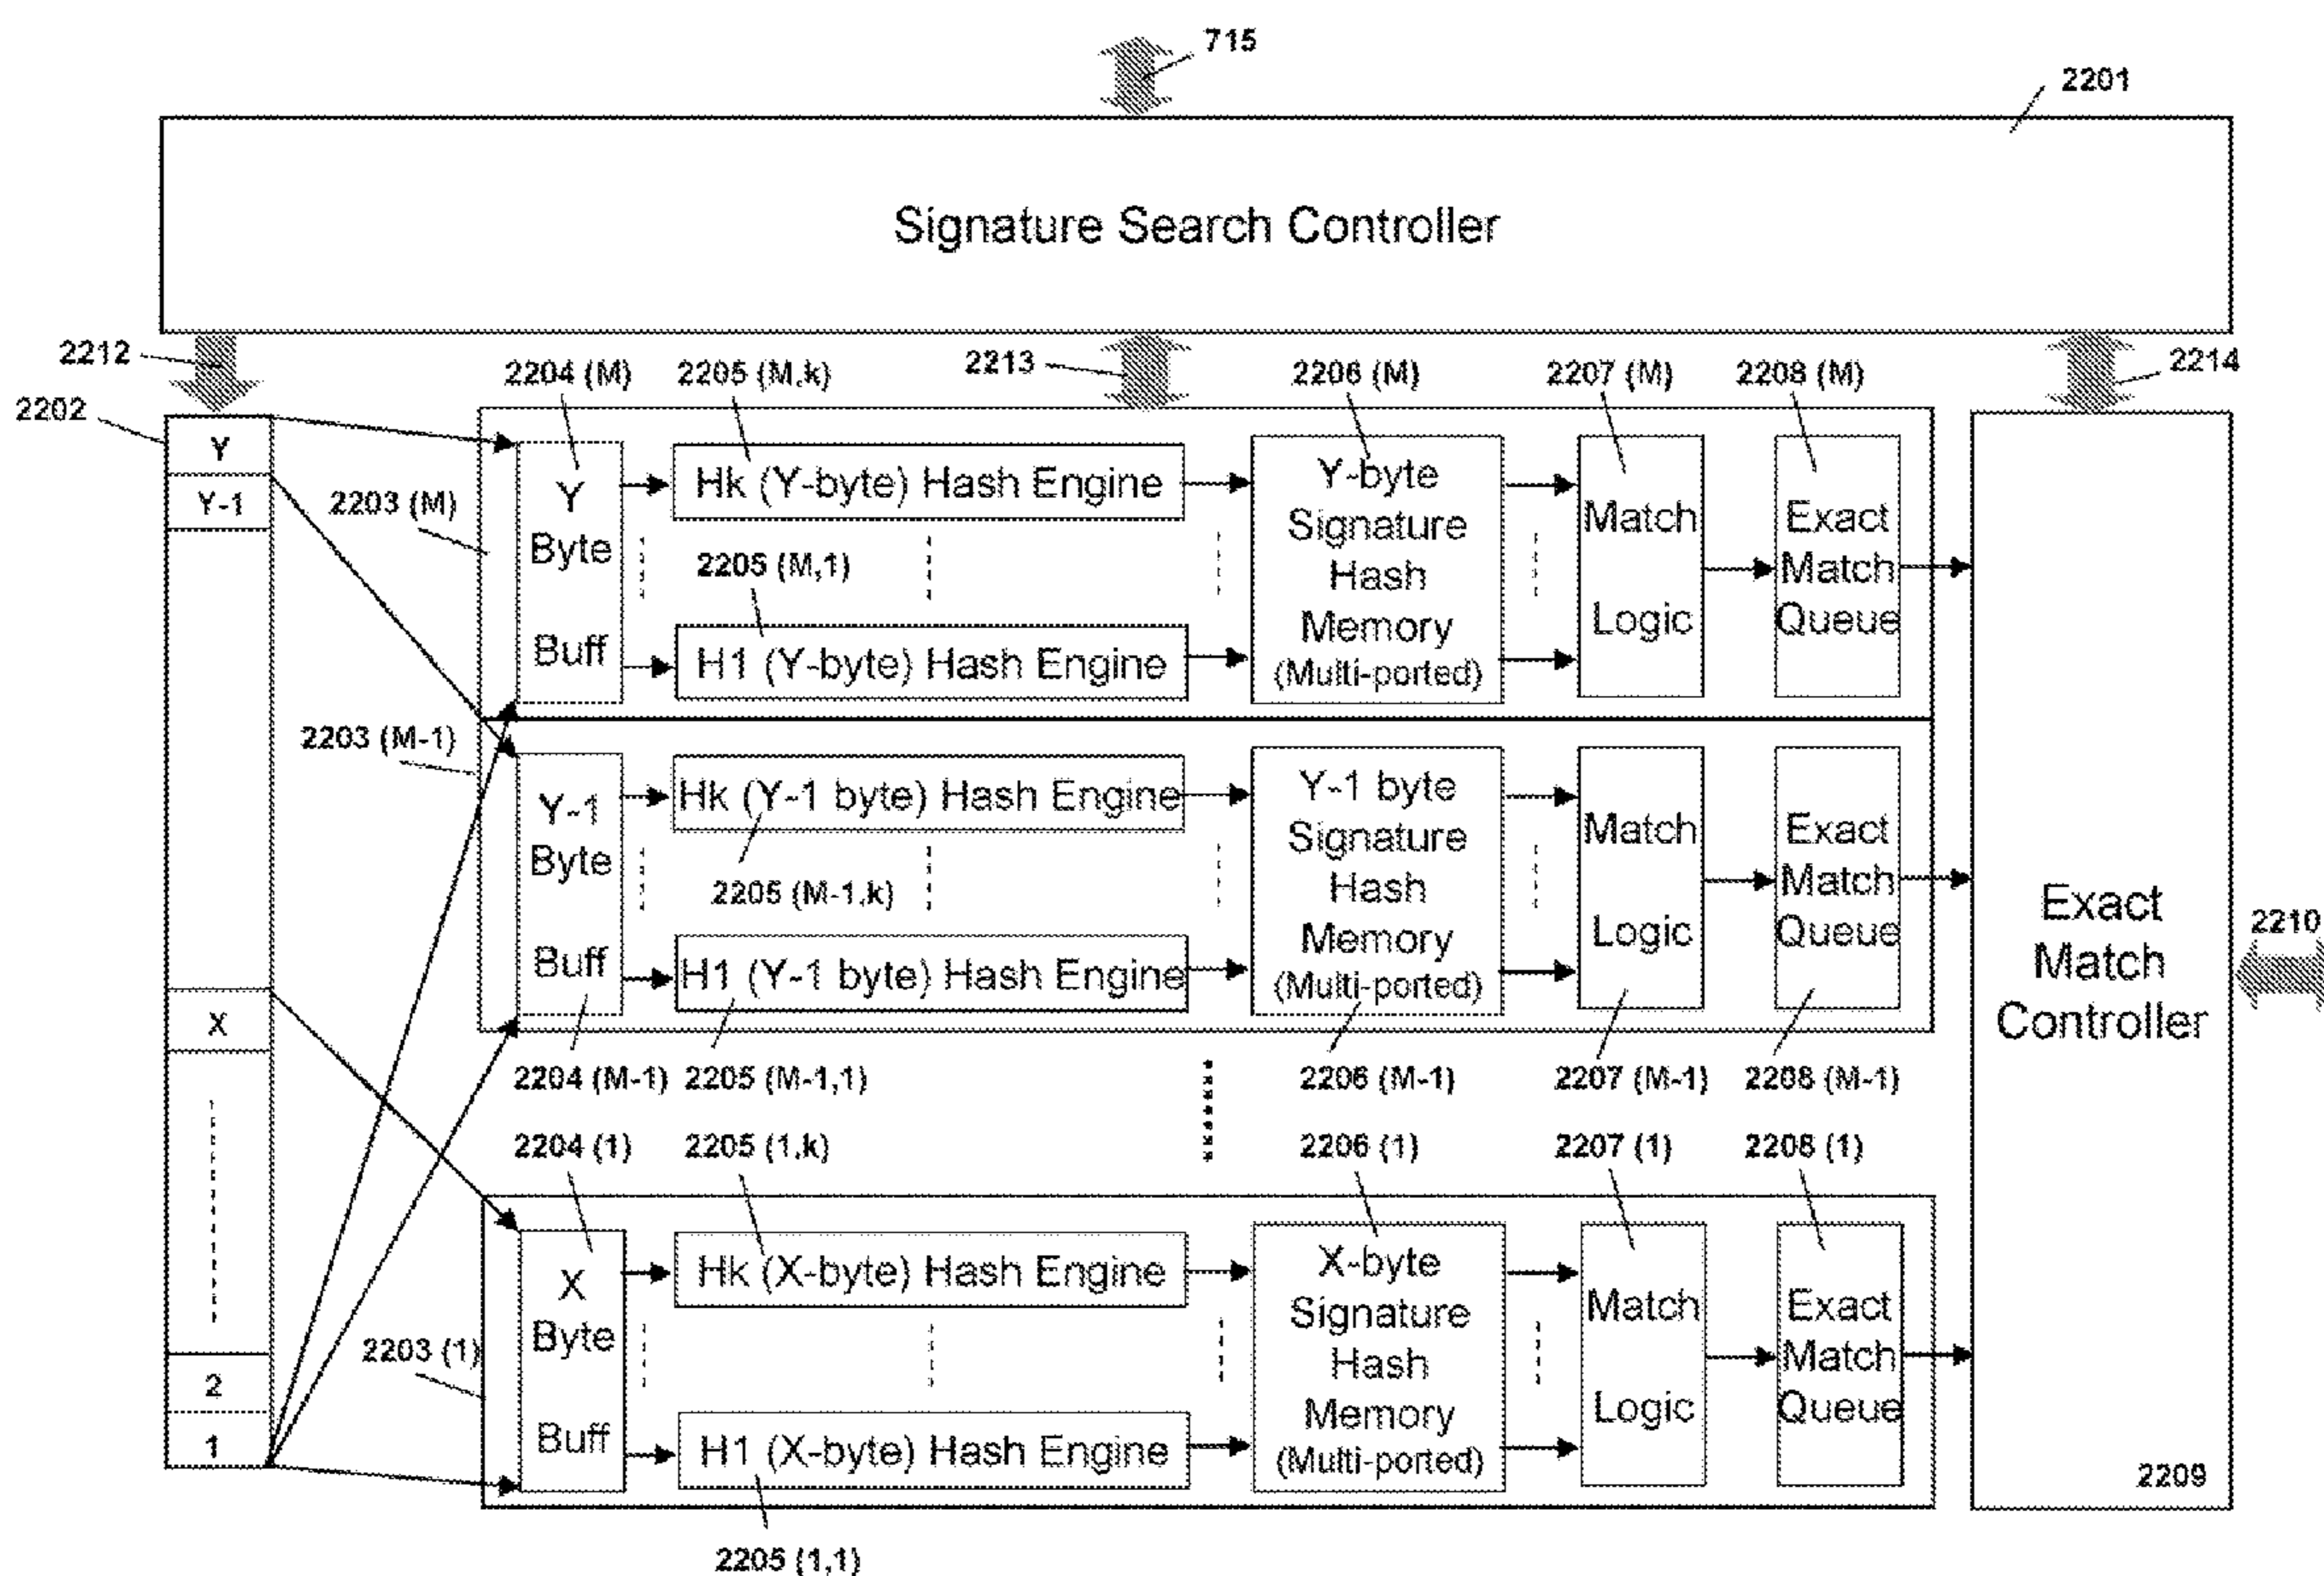 715
2201
Signature Search Controller
2212
2213
2214
2202
2204 (M)
2205 (M,k)
2206 (M)
2207 (M)
2208 (M)
Y
Y-1
X
2
1
2203 (M)
Y
Byte
Buff
Hk (Y-byte) Hash Engine
2205 (M,1)
H1 (Y-byte) Hash Engine
Y-byte
Signature
Hash
Memory
(Multi-ported)
Match
Logic
Exact
Match
Queue
2203 (M-1)
Y-1
Byte
Buff
Hk (Y-1 byte) Hash Engine
2205 (M-1,k)
H1 (Y-1 byte) Hash Engine
Y-1 byte
Signature
Hash
Memory
(Multi-ported)
Match
Logic
Exact
Match
Queue
2204 (M-1)
2205 (M-1,1)
2206 (M-1)
2207 (M-1)
2208 (M-1)
2204 (1)
2205 (1,k)
2206 (1)
2207 (1)
2208 (1)
2203 (1)
X
Byte
Buff
Hk (X-byte) Hash Engine
H1 (X-byte) Hash Engine
2205 (1,1)
X-byte
Signature
Hash
Memory
(Multi-ported)
Match
Logic
Exact
Match
Queue
Exact
Match
Controller
2210
2209